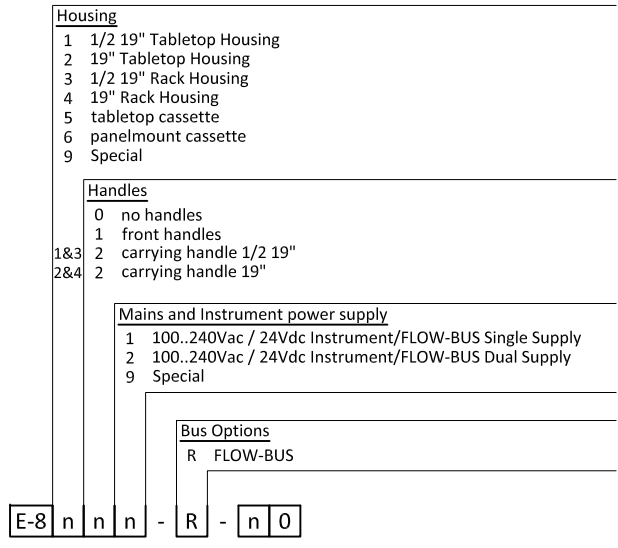 Housing
1 1/2 19" Tabletop Housing
2 19" Tabletop Housing
3 1/2 19" Rack Housing
4 19" Rack Housing
5 tabletop cassette
6 panelmount cassette
9 Special
Handles
0 no handles
1 front handles
1&3 2 carrying handle 1/2 19"
2&4 2 carrying handle 19"
Mains and Instrument power supply
1 100..240Vac / 24Vdc Instrument/FLOW-BUS Single Supply
2 100..240Vac / 24Vdc Instrument/FLOW-BUS Dual Supply
9 Special
Bus Options
R FLOW-BUS
E-8 n n n - R - n 0